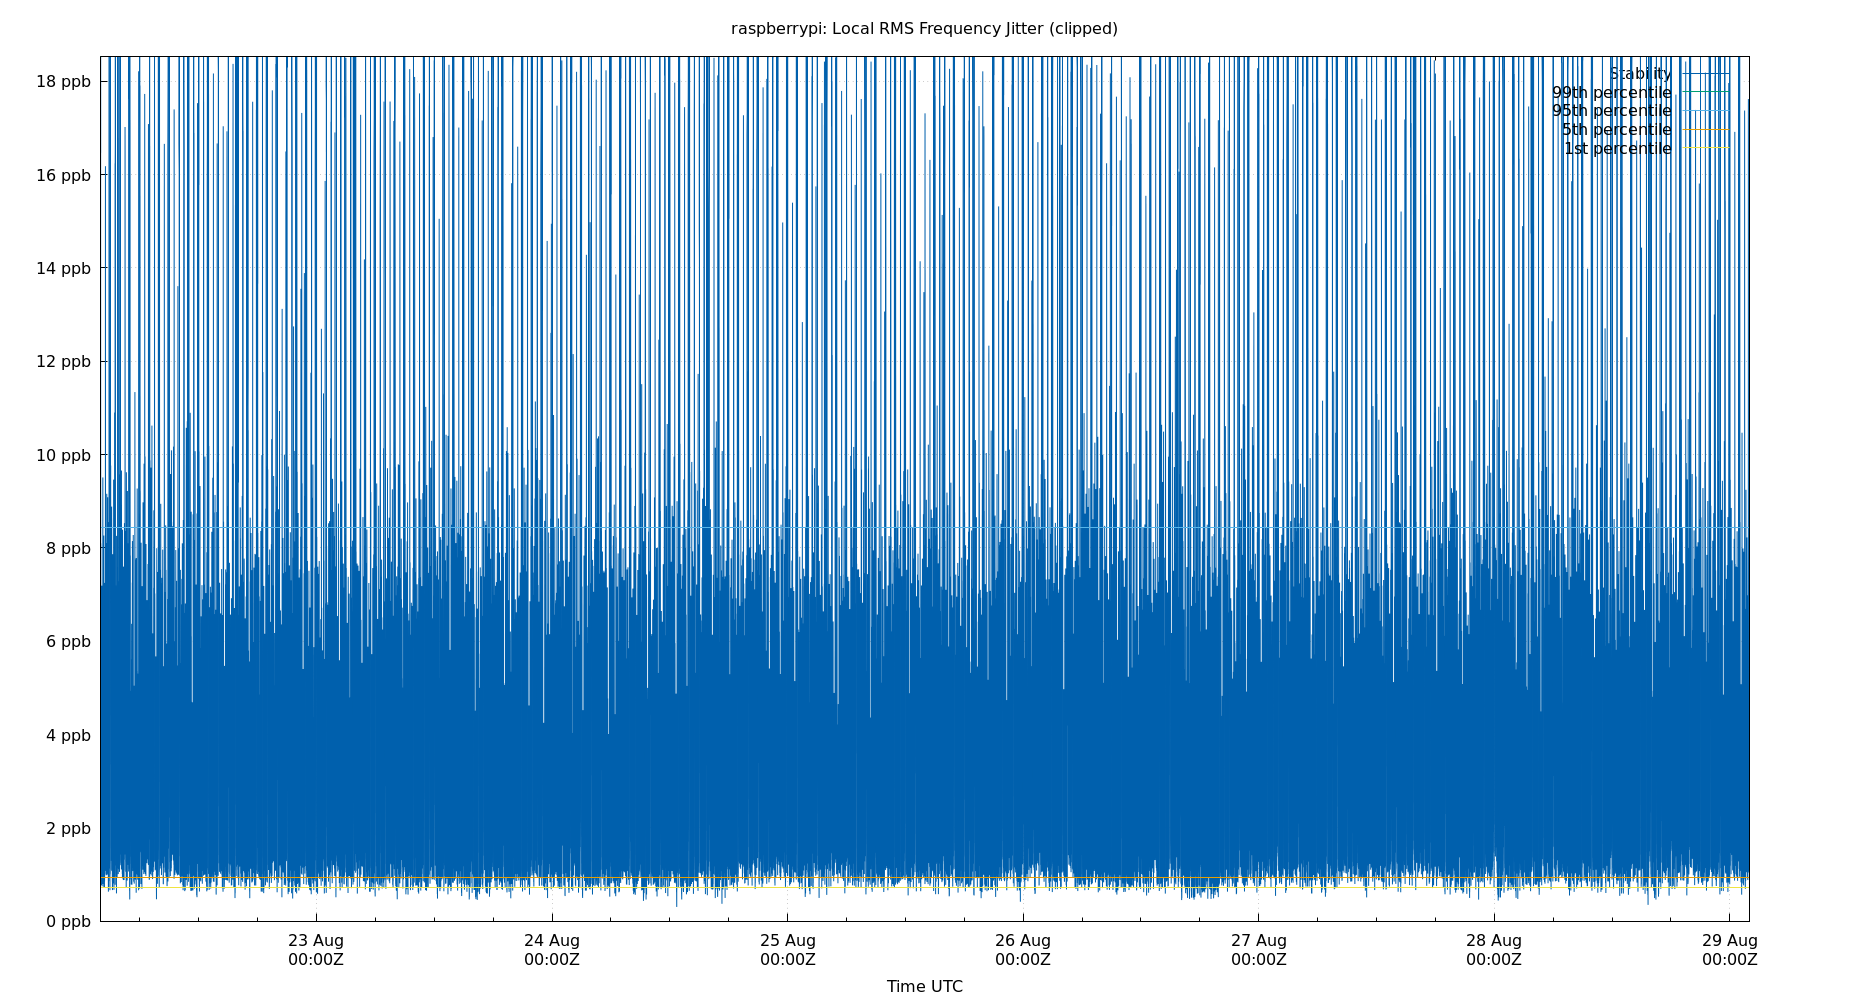 raspberrypi: Local RMS Frequency Jitter (clipped)
18 ppb
16 ppb
14 ppb
12 ppb
10 ppb
8 ppb
6 ppb
4 ppb
2 ppb
0 ppb
Stability
99th percentile
95th percentile
5th percentile
1st percentile
23 Aug
00:00Z
24 Aug
00:00Z
25 Aug
00:00Z
26 Aug
00:00Z
27 Aug
00:00Z
28 Aug
00:00Z
29 Aug
00:00Z
Time UTC